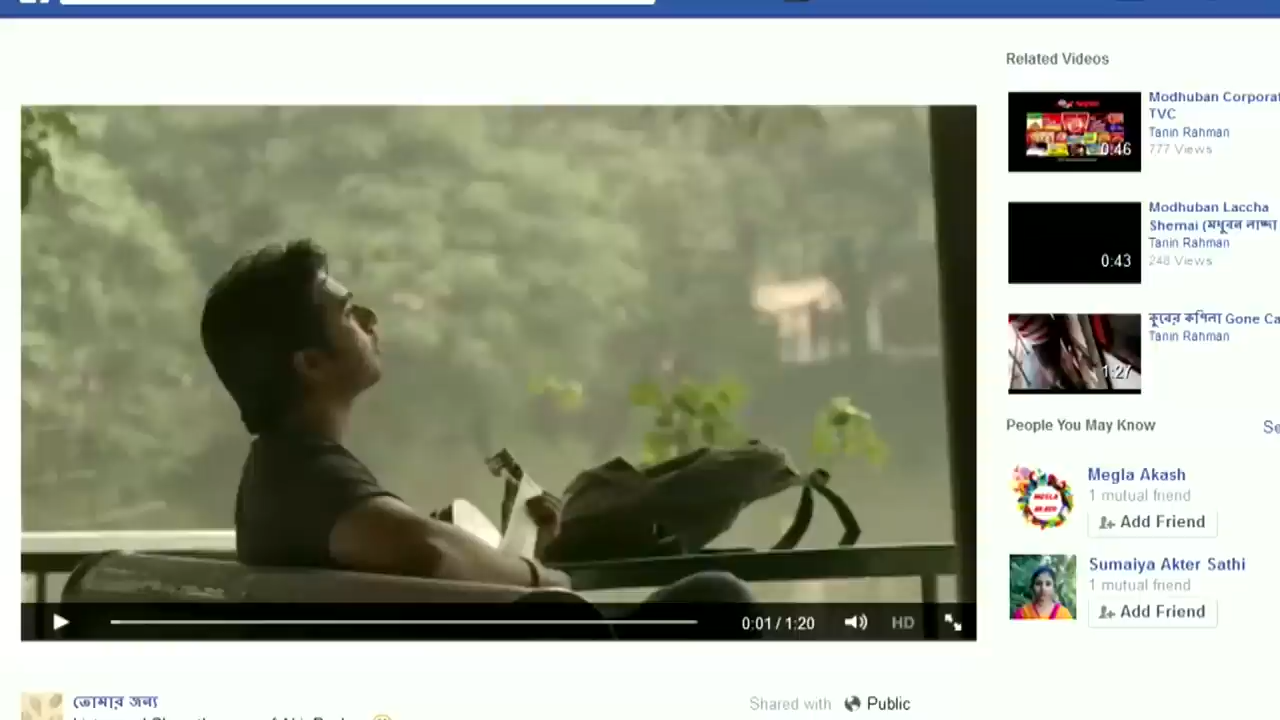 Related Videos
Modhuban Corporat
TVC
Tanin Rahman
777 Views
0:46
Modhuban Laccha
Shemai (মধুবন লাচ্ছা
Tanin Rahman
248 Views
0:43
Gone Ca
Tanin Rahman
1:27
People You May Know
Se
Megla Akash
1 mutual friend
Add Friend
Sumaiya Akter Sathi
1 mutual friend
Add Friend
0:01 / 1:20
HD
তোমার জন্য
Shared with Public